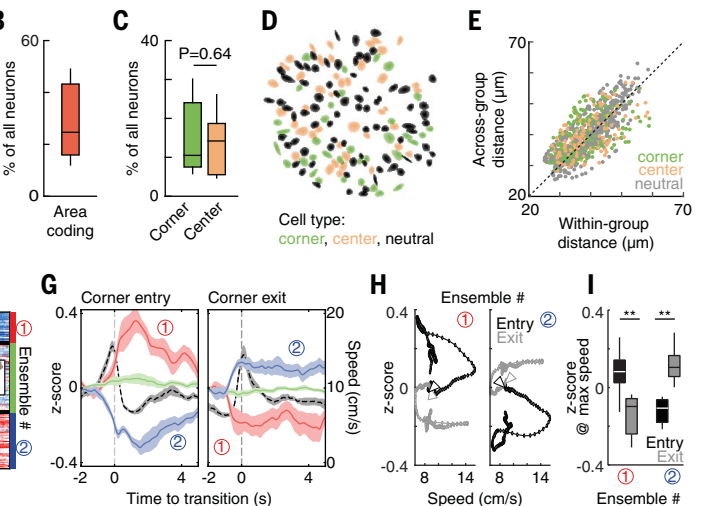 B
60
0
% of all neurons
Area
coding
C
40
0
% of all neurons
P=0.64
Corner
Center
D
Cell type:
corner, center, neutral
E
70
20
Across-group
distance (µm)
corner
center
neutral
20
70
Within-group
distance (µm)
1
2
Ensemble #
G
Corner entry
Corner exit
0.4
0
-0.4
z-score
1
2
2
1
20
10
0
Speed (cm/s)
-2
0
4
-2
0
4
Time to transition (s)
H
Ensemble #
1
2
Entry
Exit
0.4
0
-0.4
z-score
8
14
8
14
Speed (cm/s)
I
** **
0.4
0
-0.4
z-score
@ max speed
Entry
Exit
1
2
Ensemble #